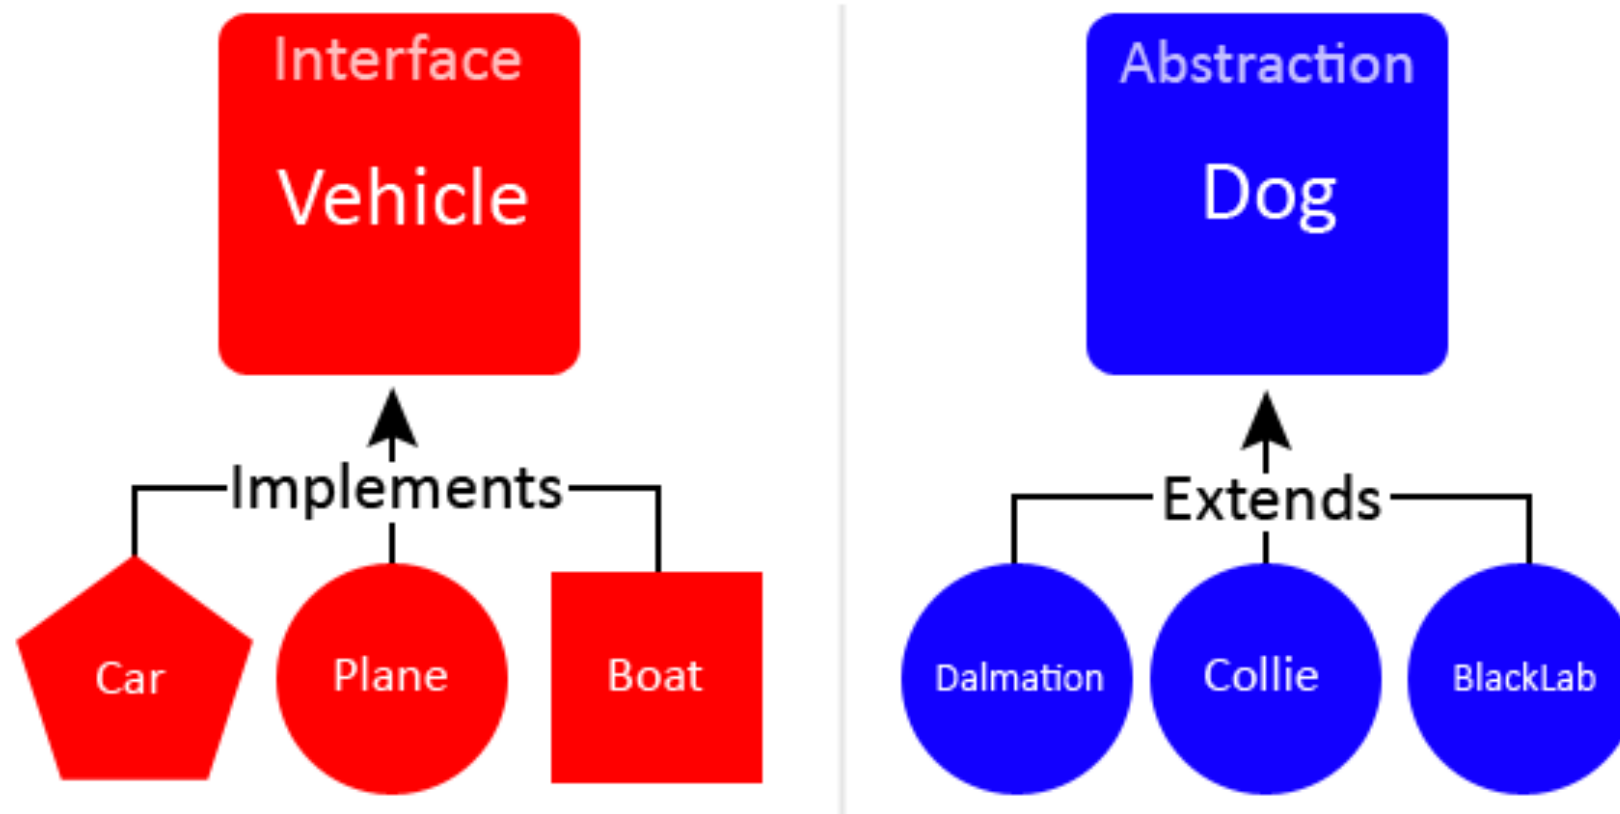 Interface
Vehicle
Implements
Car
Plane
Boat
Abstraction
Dog
Extends
Dalmation
Collie
BlackLab